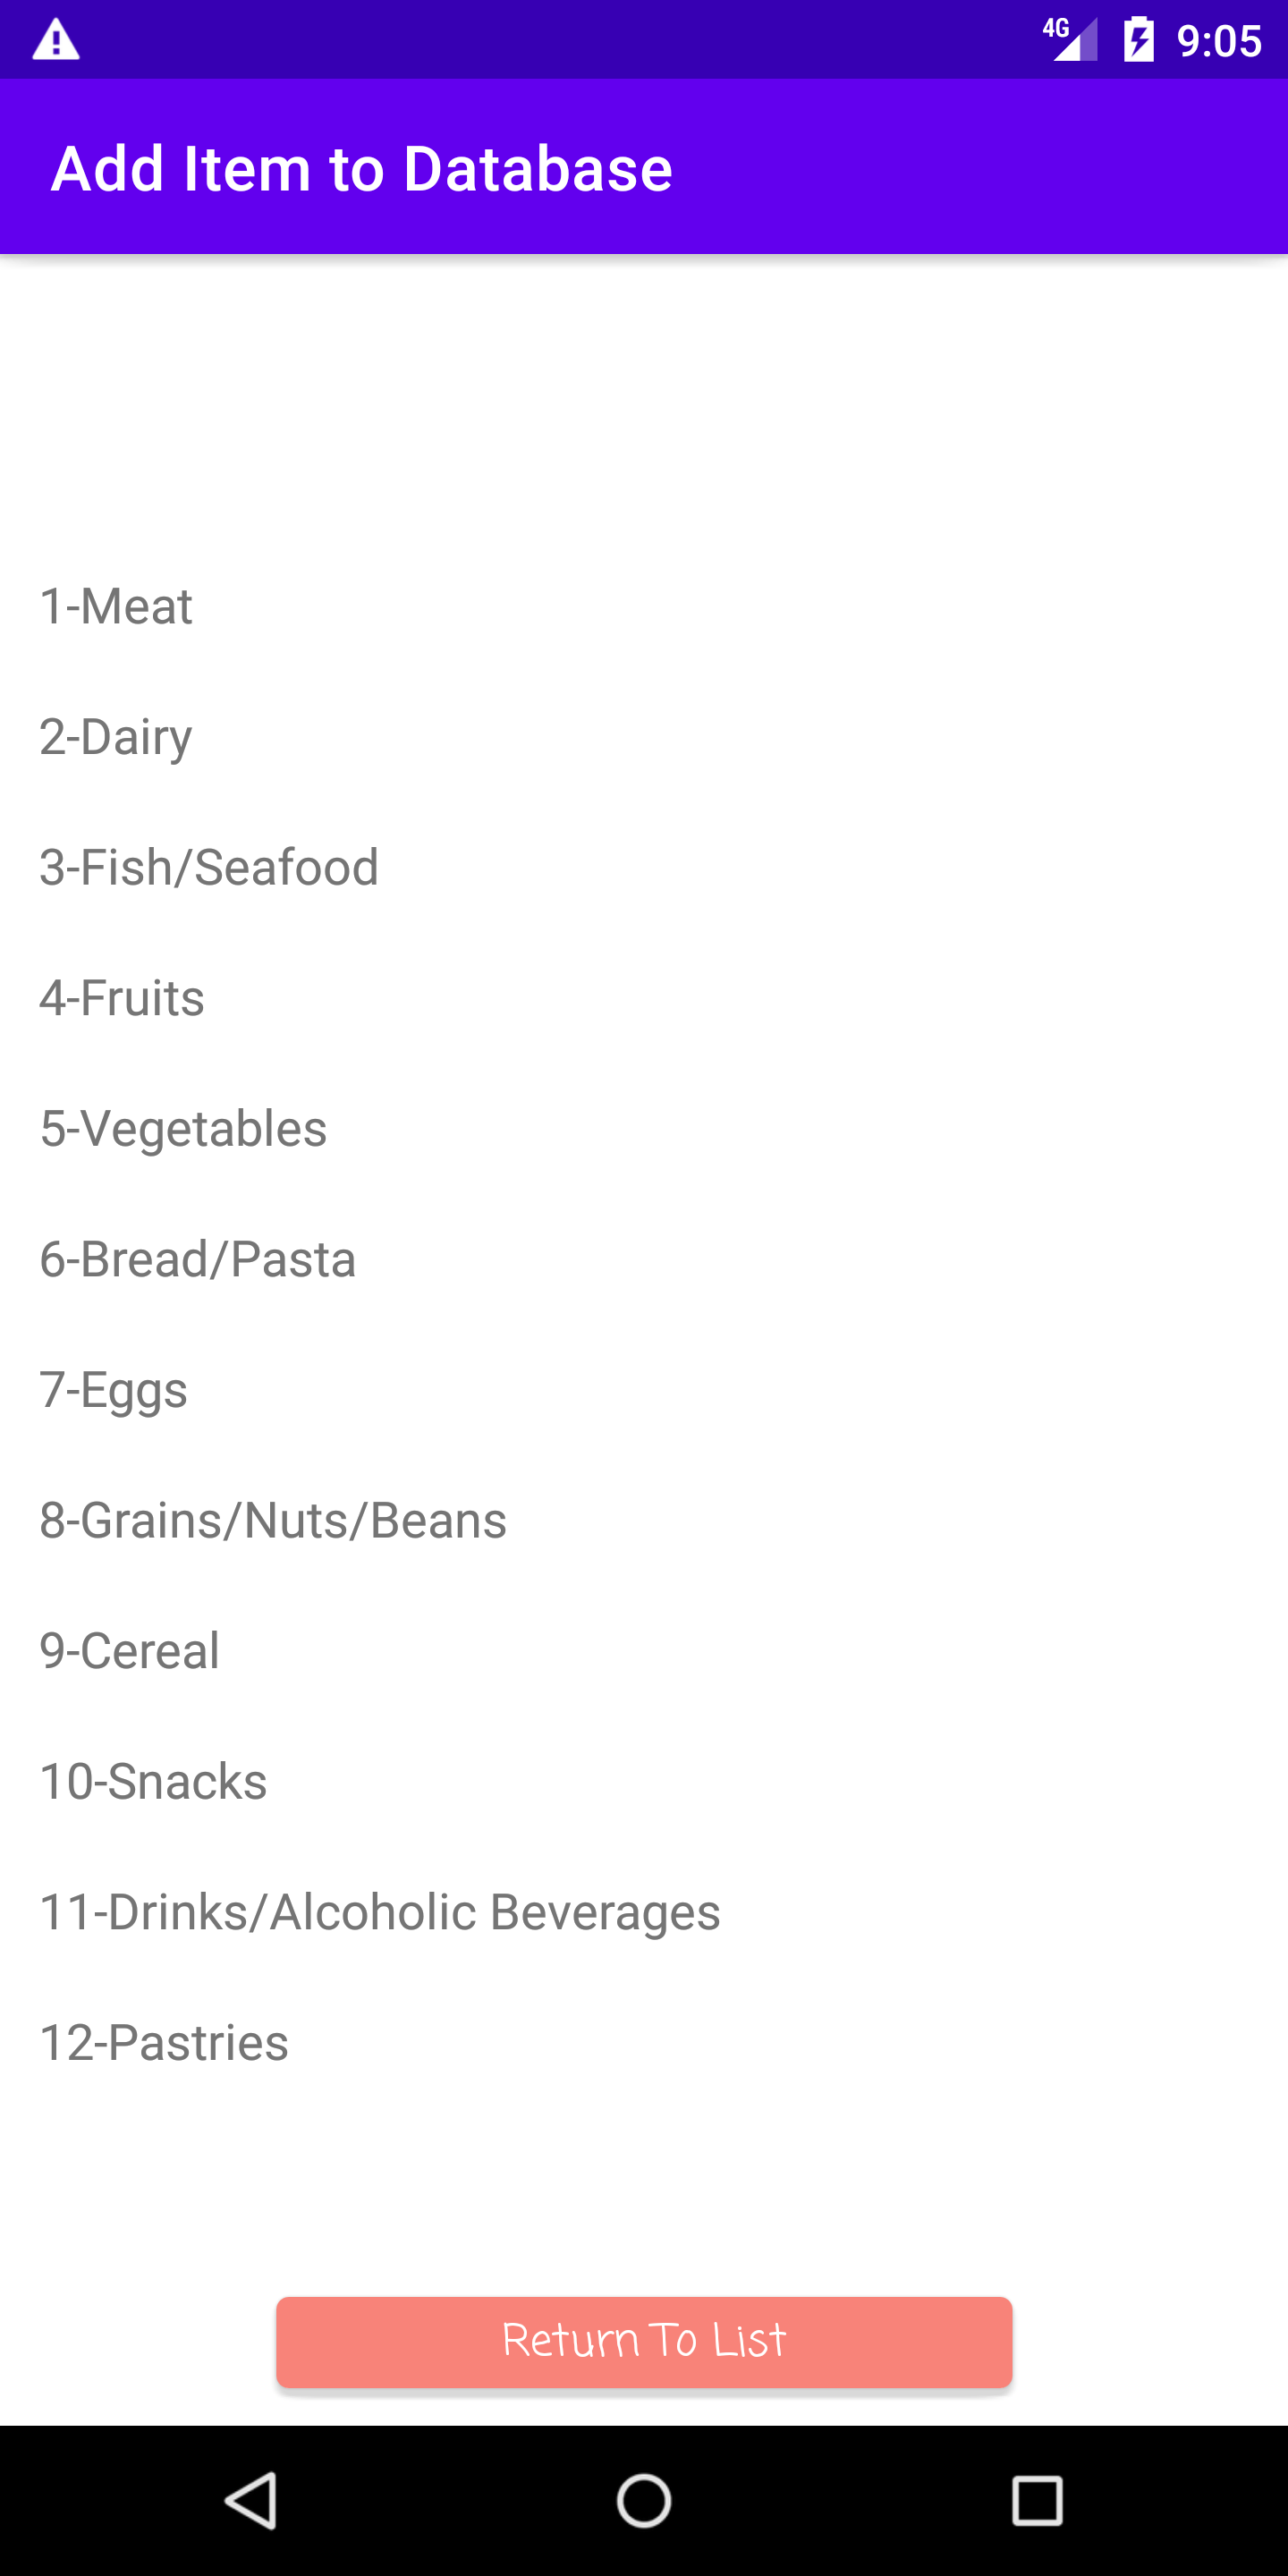 4G 9:05
Add Item to Database
1-Meat
2-Dairy
3-Fish/Seafood
4-Fruits
5-Vegetables
6-Bread/Pasta
7-Eggs
8-Grains/Nuts/Beans
9-Cereal
10-Snacks
11-Drinks/Alcoholic Beverages
12-Pastries
Return To List